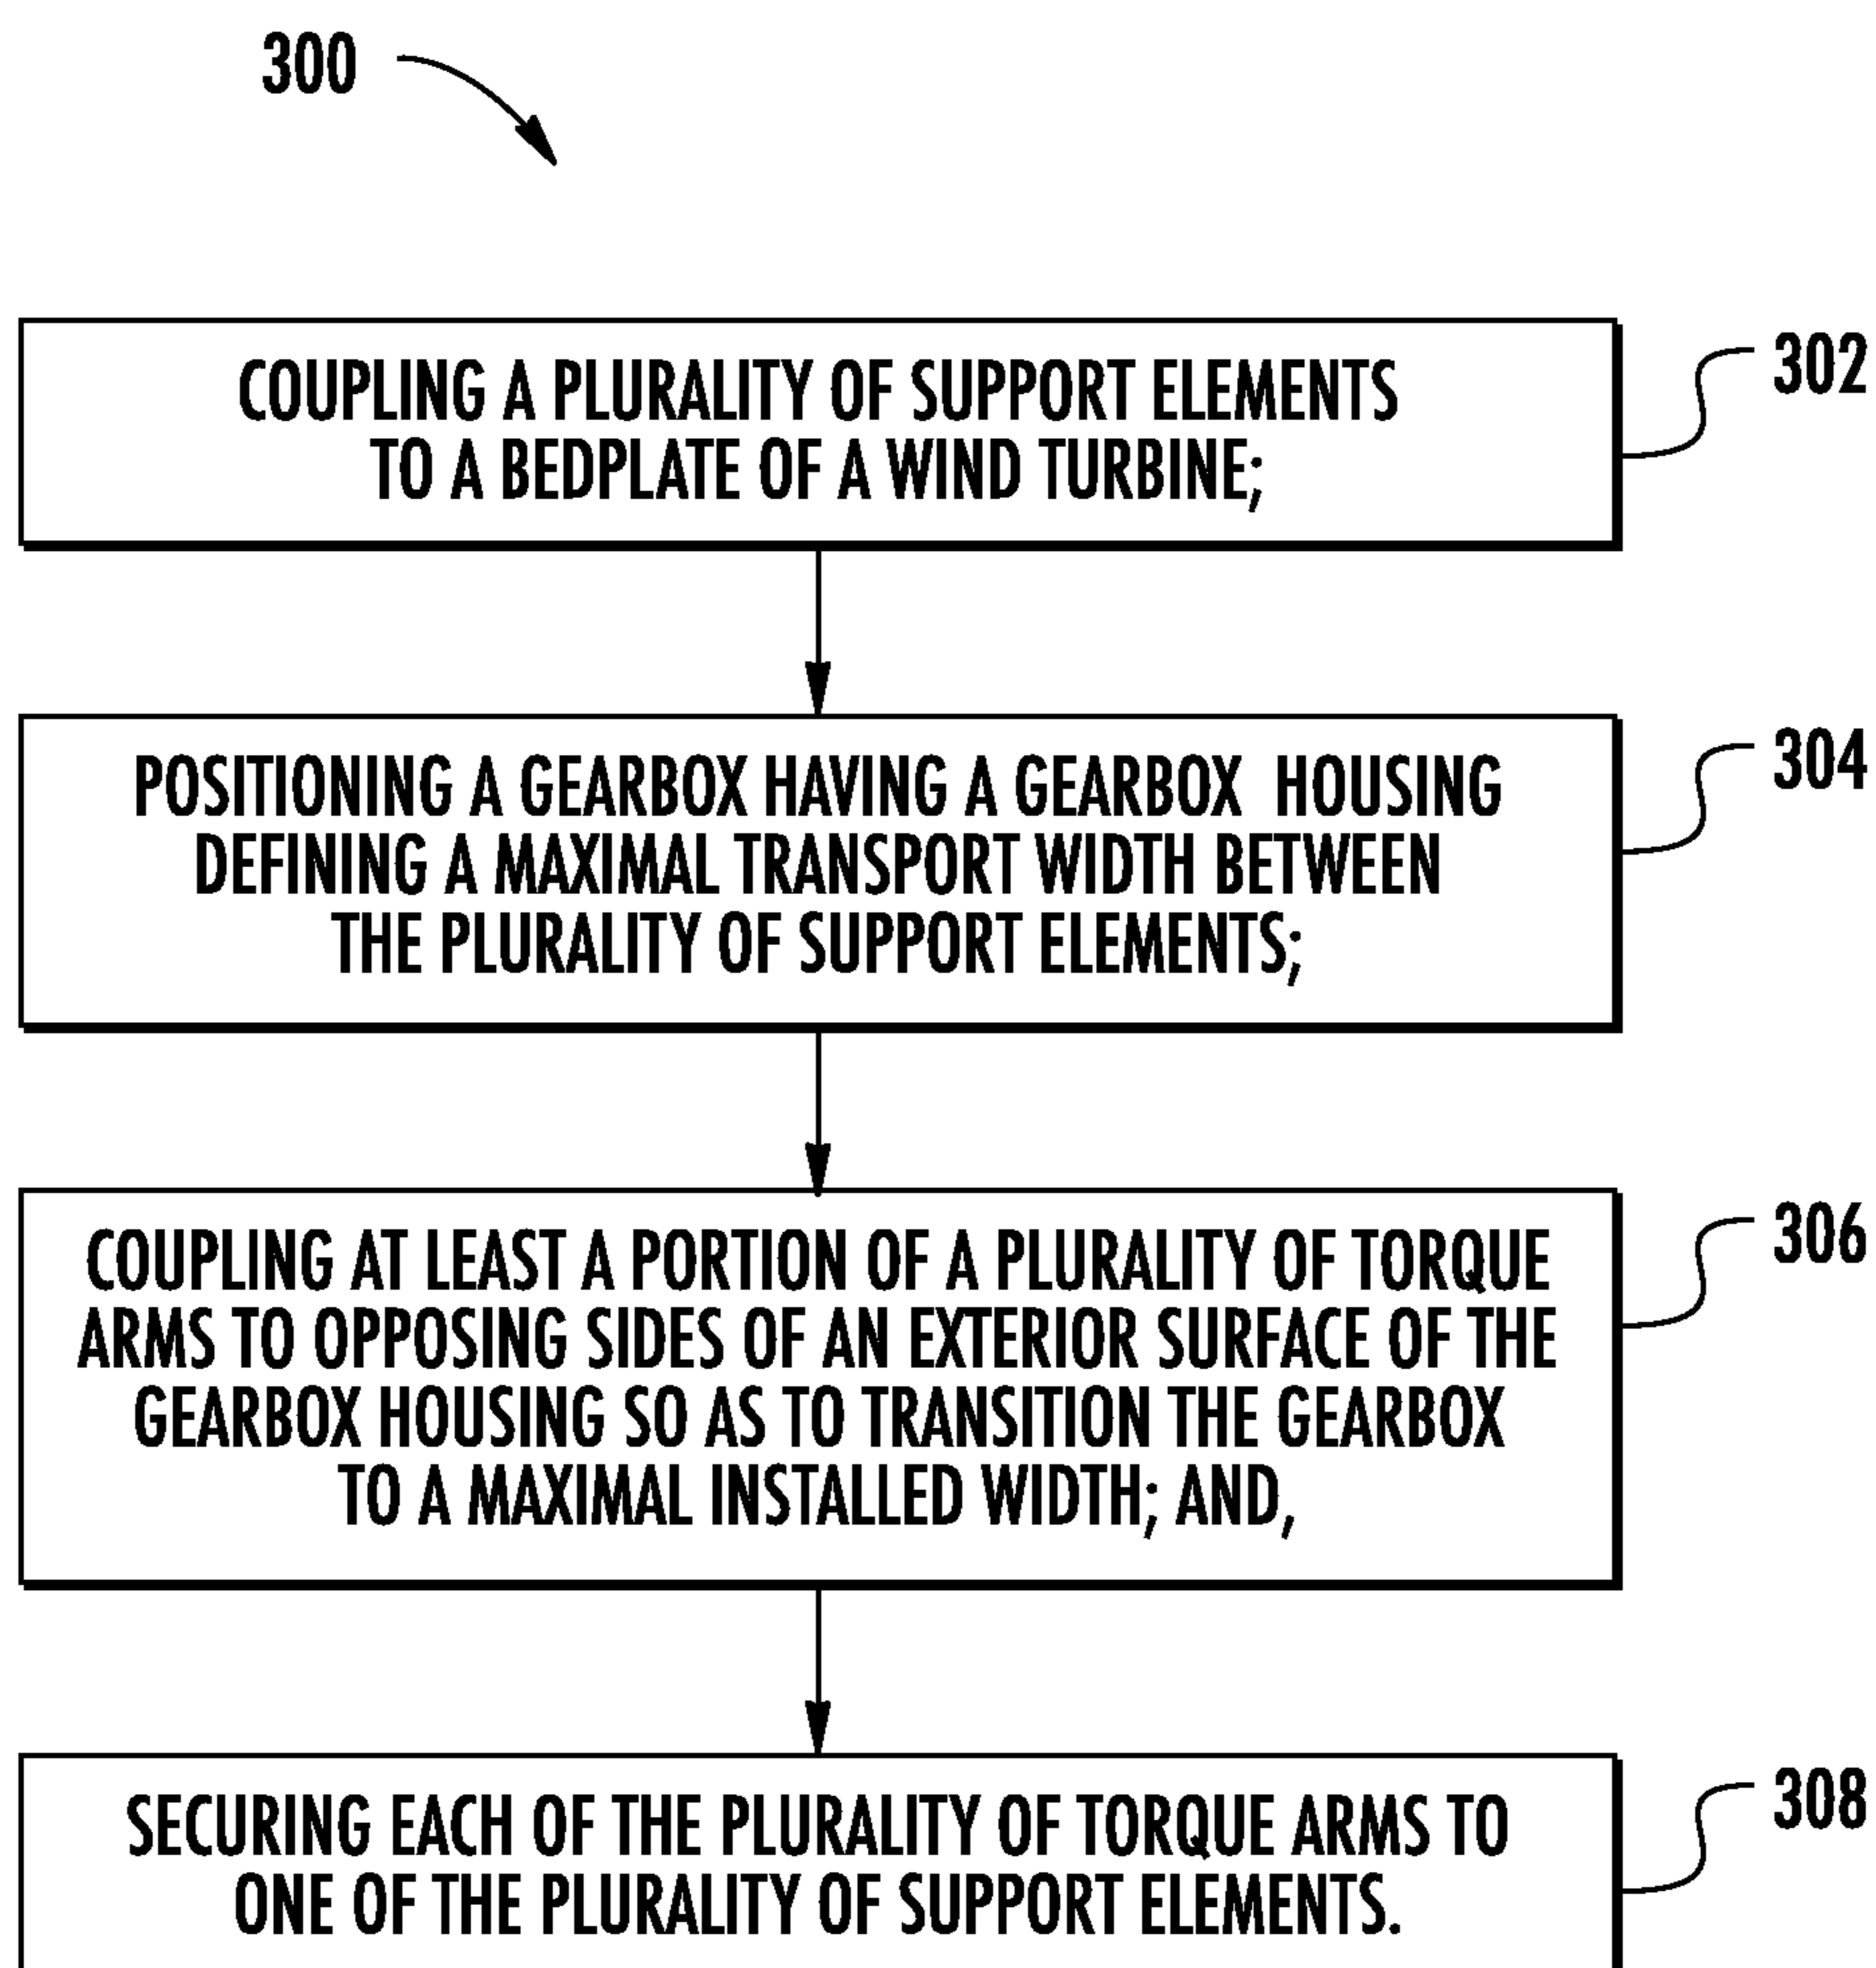 300
COUPLING A PLURALITY OF SUPPORT ELEMENTS
TO A BEDPLATE OF A WIND TURBINE;
302
POSITIONING A GEARBOX HAVING A GEARBOX HOUSING
DEFINING A MAXIMAL TRANSPORT WIDTH BETWEEN
THE PLURALITY OF SUPPORT ELEMENTS;
304
COUPLING AT LEAST A PORTION OF A PLURALITY OF TORQUE
ARMS TO OPPOSING SIDES OF AN EXTERIOR SURFACE OF THE
GEARBOX HOUSING SO AS TO TRANSITION THE GEARBOX
TO A MAXIMAL INSTALLED WIDTH; AND,
306
SECURING EACH OF THE PLURALITY OF TORQUE ARMS TO
ONE OF THE PLURALITY OF SUPPORT ELEMENTS.
308